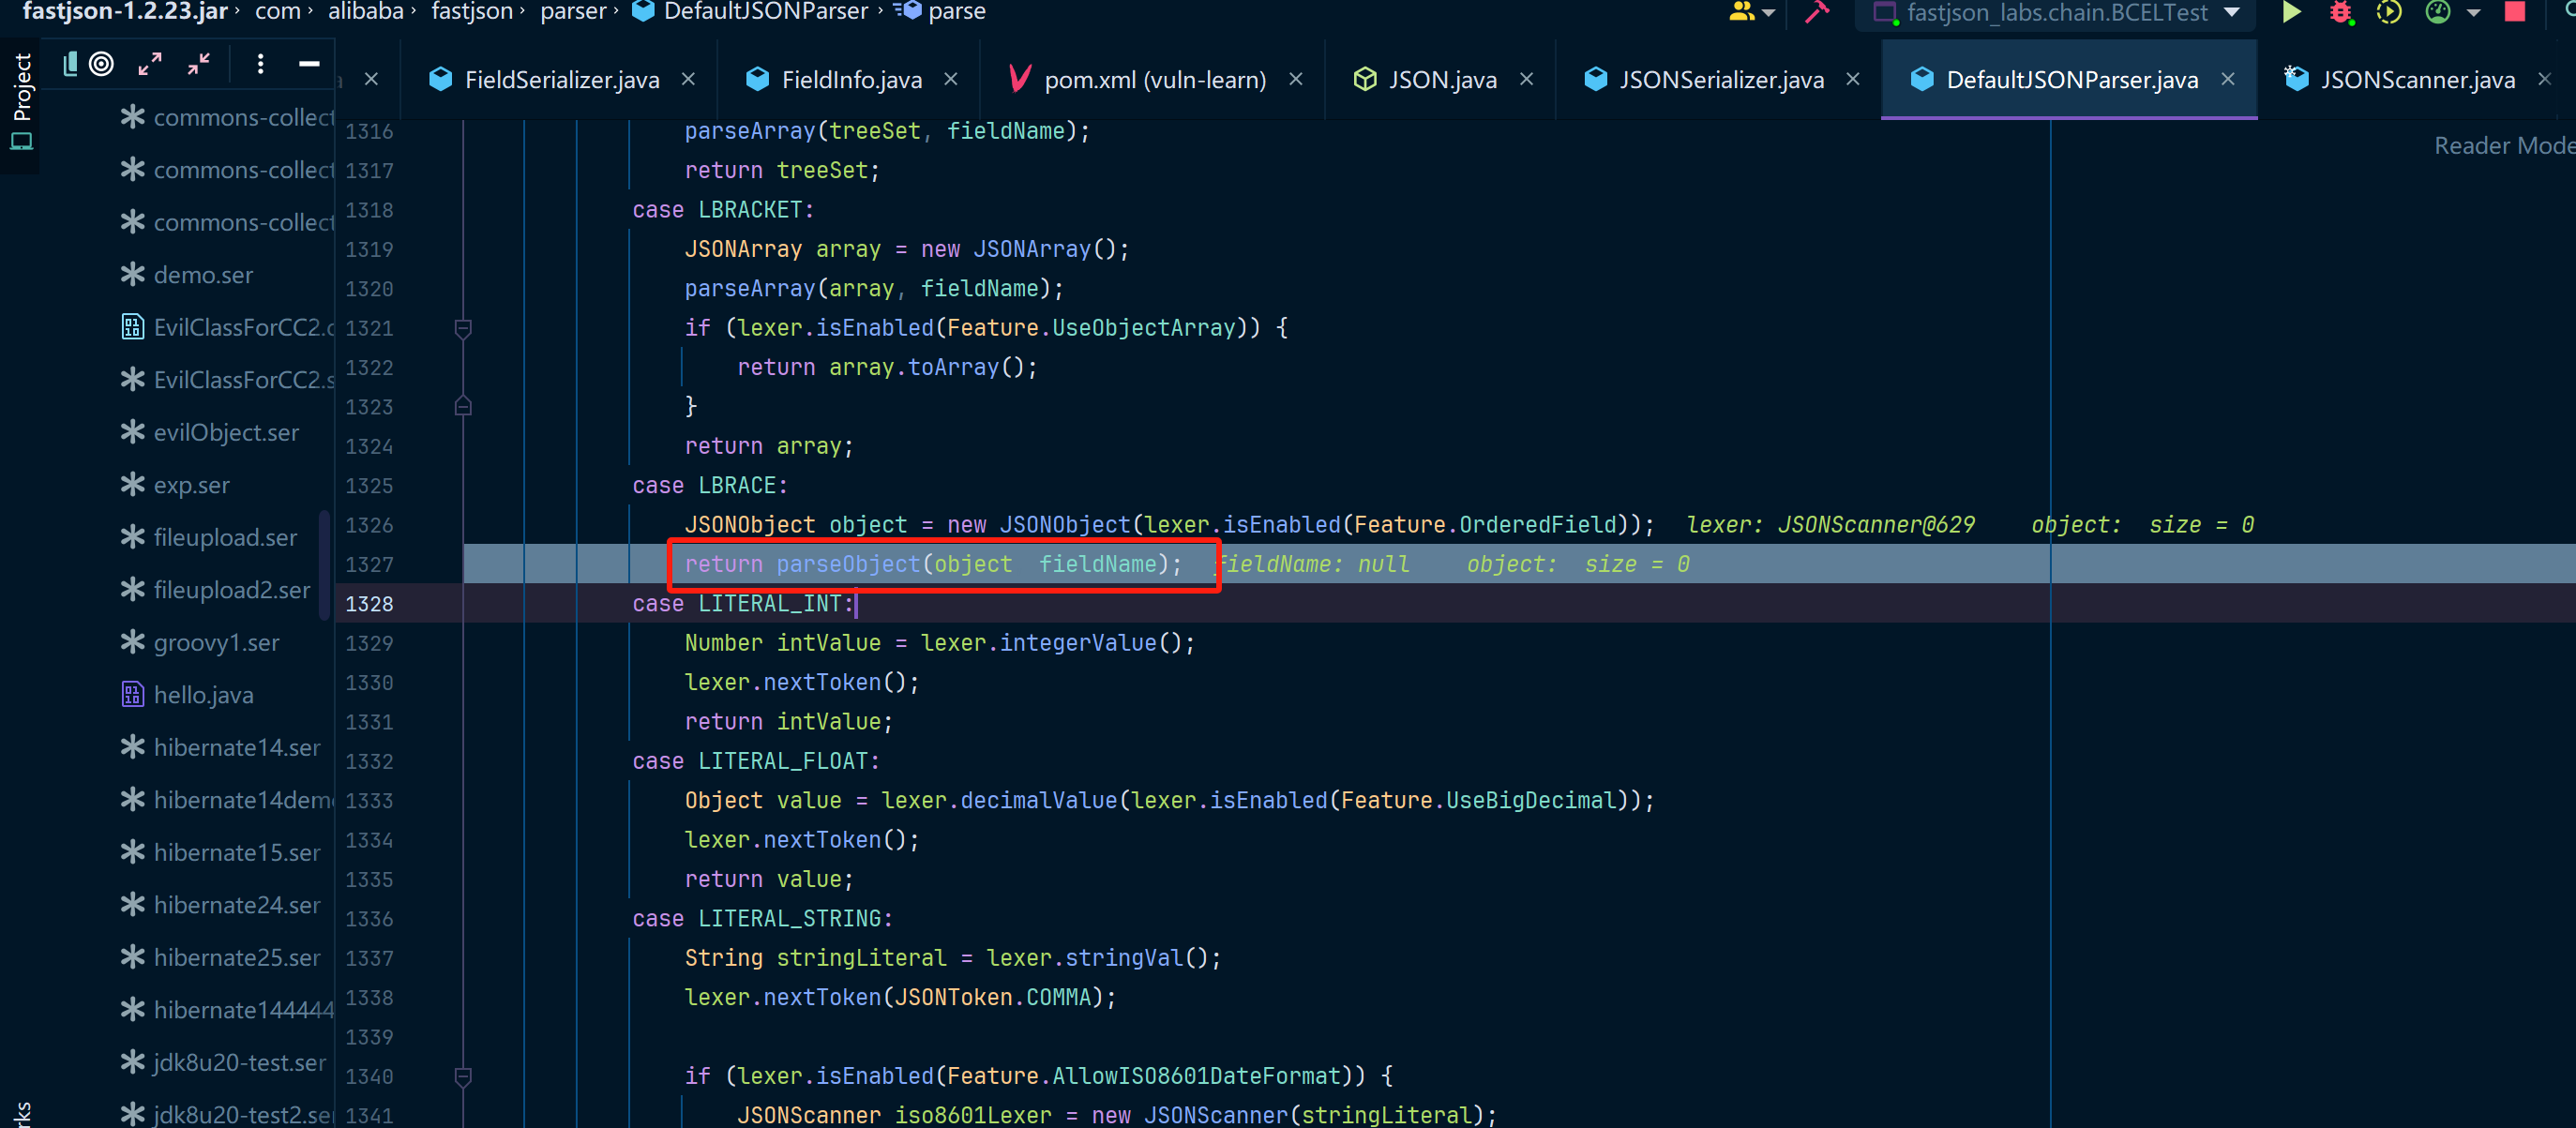 fastjson-1.2.23.jar › com › alibaba › fastjson › parser › DefaultJSONParser › parse
fastjson_labs.chain.BCELTest
Project
FieldSerializer.java
FieldInfo.java
pom.xml (vuln-learn)
JSON.java
JSONSerializer.java
DefaultJSONParser.java
JSONScanner.java
Reader Mode
commons-collect
commons-collect
commons-collect
demo.ser
EvilClassForCC2.c
EvilClassForCC2.s
evilObject.ser
exp.ser
fileupload.ser
fileupload2.ser
groovy1.ser
hello.java
hibernate14.ser
hibernate14dem
hibernate15.ser
hibernate24.ser
hibernate25.ser
hibernate144444
jdk8u20-test.ser
jdk8u20-test2.se
rks
1316 parseArray(treeSet, fieldName);
1317 return treeSet;
1318 case LBRACKET:
1319 JSONArray array = new JSONArray();
1320 parseArray(array, fieldName);
1321 if (lexer.isEnabled(Feature.UseObjectArray)) {
1322 return array.toArray();
1323 }
1324 return array;
1325 case LBRACE:
1326 JSONObject object = new JSONObject(lexer.isEnabled(Feature.OrderedField)); lexer: JSONScanner@629 object: size = 0
1327 return parseObject(object fieldName); fieldName: null object: size = 0
1328 case LITERAL_INT:
1329 Number intValue = lexer.integerValue();
1330 lexer.nextToken();
1331 return intValue;
1332 case LITERAL_FLOAT:
1333 Object value = lexer.decimalValue(lexer.isEnabled(Feature.UseBigDecimal));
1334 lexer.nextToken();
1335 return value;
1336 case LITERAL_STRING:
1337 String stringLiteral = lexer.stringVal();
1338 lexer.nextToken(JSONToken.COMMA);
1339
1340 if (lexer.isEnabled(Feature.AllowISO8601DateFormat)) {
1341 JSONScanner iso8601Lexer = new JSONScanner(stringLiteral);